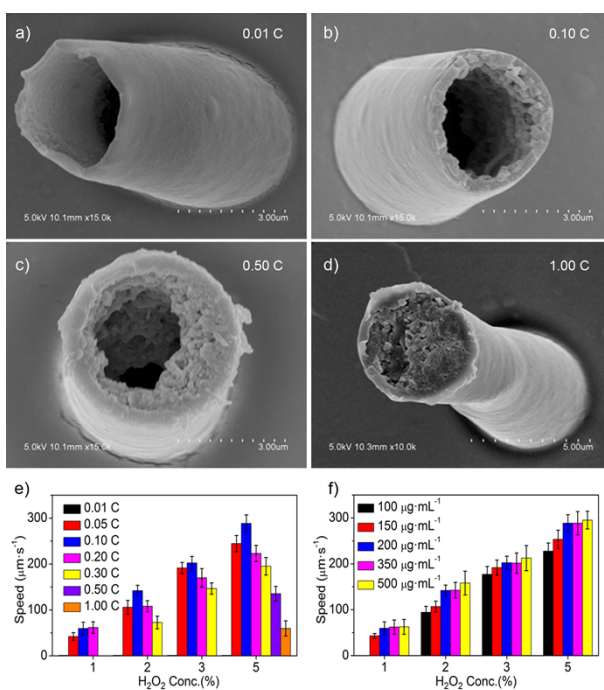 a)
0.01 C
5.0kV 10.1mm x15.0k
3.00um
b)
0.10 C
5.0kV 10.1mm x15.0k
3.00um
c)
0.50 C
5.0kV 10.1mm x15.0k
3.00um
d)
1.00 C
5.0kV 10.3mm x10.0k
5.00um
e)
0.01 C
0.05 C
0.10 C
0.20 C
0.30 C
0.50 C
1.00 C
Speed (μm·s⁻¹)
300
200
100
0
1 2 3 5
H₂O₂ Conc.(%)
f)
100 μg·mL⁻¹
150 μg·mL⁻¹
200 μg·mL⁻¹
350 μg·mL⁻¹
500 μg·mL⁻¹
Speed (μm·s⁻¹)
300
200
100
0
1 2 3 5
H₂O₂ Conc.(%)